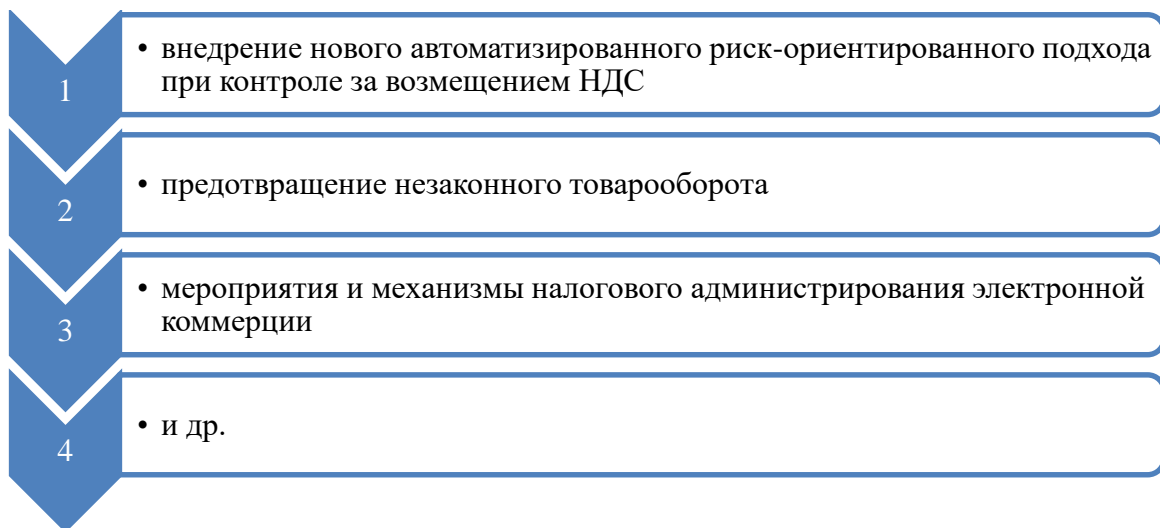 1
• внедрение нового автоматизированного риск-ориентированного подхода
при контроле за возмещением НДС
2
• предотвращение незаконного товарооборота
3
• мероприятия и механизмы налогового администрирования электронной
коммерции
4
• и др.